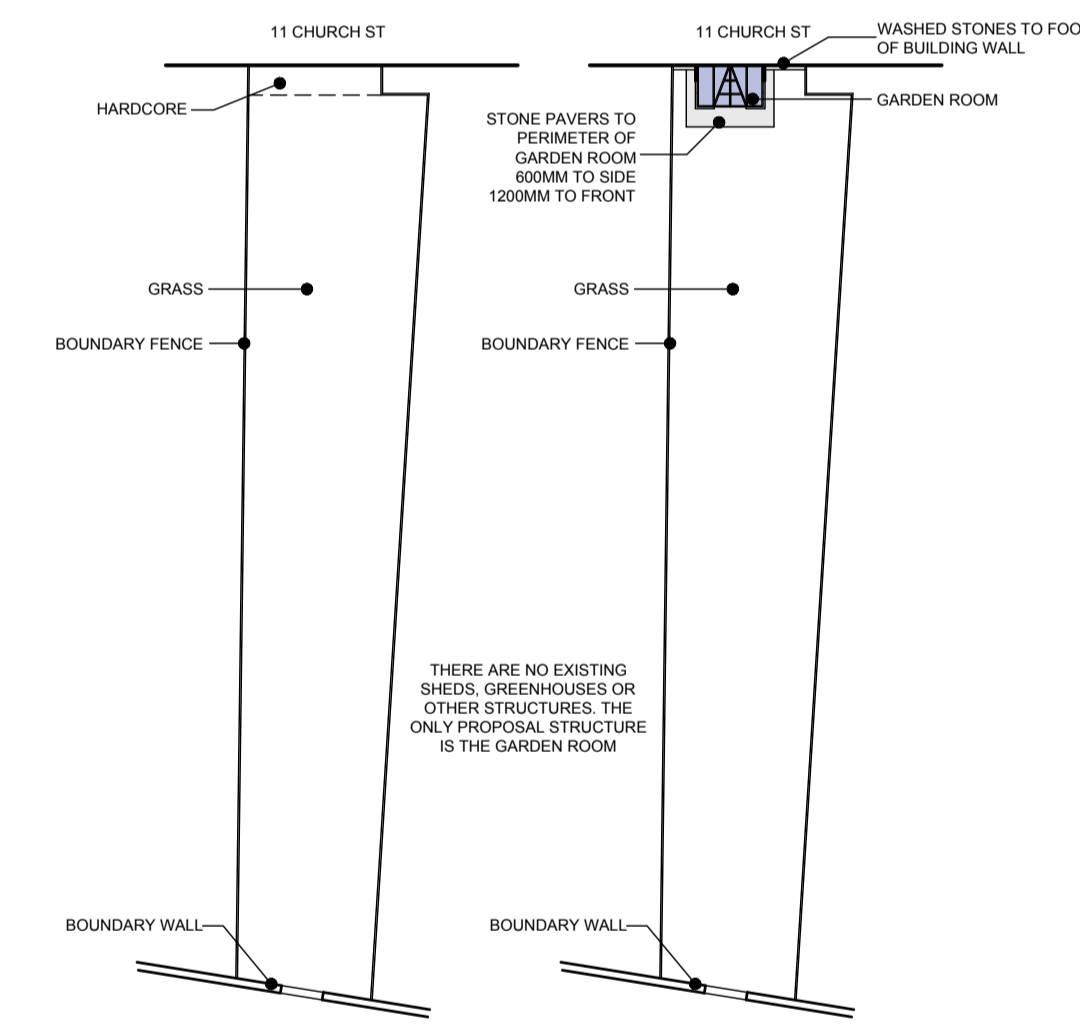 11 CHURCH ST
HARDCORE
GRASS
BOUNDARY FENCE
BOUNDARY WALL
THERE ARE NO EXISTING
SHEDS, GREENHOUSES OR
OTHER STRUCTURES. THE
ONLY PROPOSAL STRUCTURE
IS THE GARDEN ROOM
11 CHURCH ST
WASHED STONES TO FOO
OF BUILDING WALL
GARDEN ROOM
STONE PAVERS TO
PERIMETER OF
GARDEN ROOM
600MM TO SIDE
1200MM TO FRONT
GRASS
BOUNDARY FENCE
BOUNDARY WALL